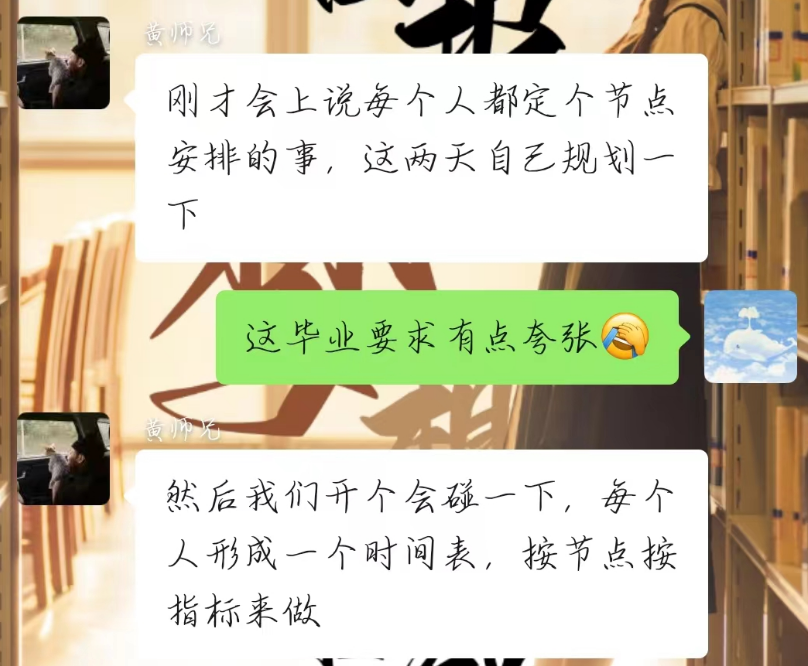 黄师兄
刚才会上说每个人都定个节点
安排的事，这两天自己规划一
下
这毕业要求有点夸张🤣
黄师兄
然后我们开个会碰一下，每个
人形成一个时间表，按节点按
指标来做